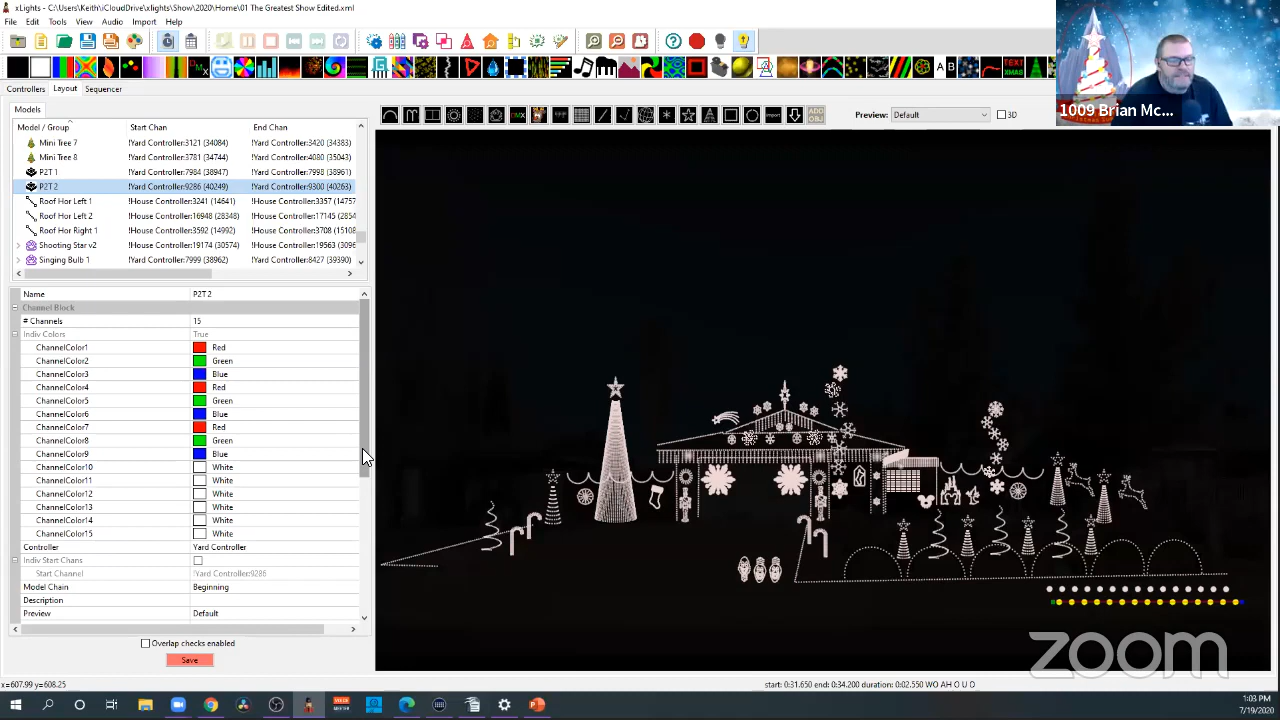 xLights - C:\Users\Keith\iCloudDrive\xlights\Show\2020\Home\01 The Greatest Show Edited.xml
File Edit View Tools Audio Import Help
Controllers Layout Sequencer
Models
Preview: Default 3D
Model / Group Start Chan End Chan
Mini Tree 7 !Yard Controller:3121 (34084) !Yard Controller:3420 (34383)
Mini Tree 8 !Yard Controller:3781 (34744) !Yard Controller:4080 (35043)
P2T 1 !Yard Controller:7984 (38947) !Yard Controller:7998 (38961)
P2T 2 !Yard Controller:9286 (40249) !Yard Controller:9300 (40263)
Roof Hor Left 1 !House Controller:3241 (14641) !House Controller:3357 (14757
Roof Hor Left 2 !House Controller:16948 (28348) !House Controller:17145 (2854
Roof Hor Right 1 !House Controller:3592 (14992) !House Controller:3708 (15108
Shooting Star v2 !House Controller:19174 (30574) !House Controller:19563 (3096
Singing Bulb 1 !Yard Controller:7999 (38962) !Yard Controller:8427 (39390)
Name P2T 2
Channel Block
# Channels 15
Indiv Colors True
ChannelColor1 Red
ChannelColor2 Green
ChannelColor3 Blue
ChannelColor4 Red
ChannelColor5 Green
ChannelColor6 Blue
ChannelColor7 Red
ChannelColor8 Green
ChannelColor9 Blue
ChannelColor10 White
ChannelColor11 White
ChannelColor12 White
ChannelColor13 White
ChannelColor14 White
ChannelColor15 White
Controller Yard Controller
Indiv Start Chans
Start Channel !Yard Controller:9286
Model Chain Beginning
Description
Preview Default
Overlap checks enabled
Save
1009 Brian Mc...
zoom
x=607.99 y=608.25
start: 0:31.650 end: 0:34.200 duration: 0:02.550 WO AH O U O
1:03 PM
7/19/2020